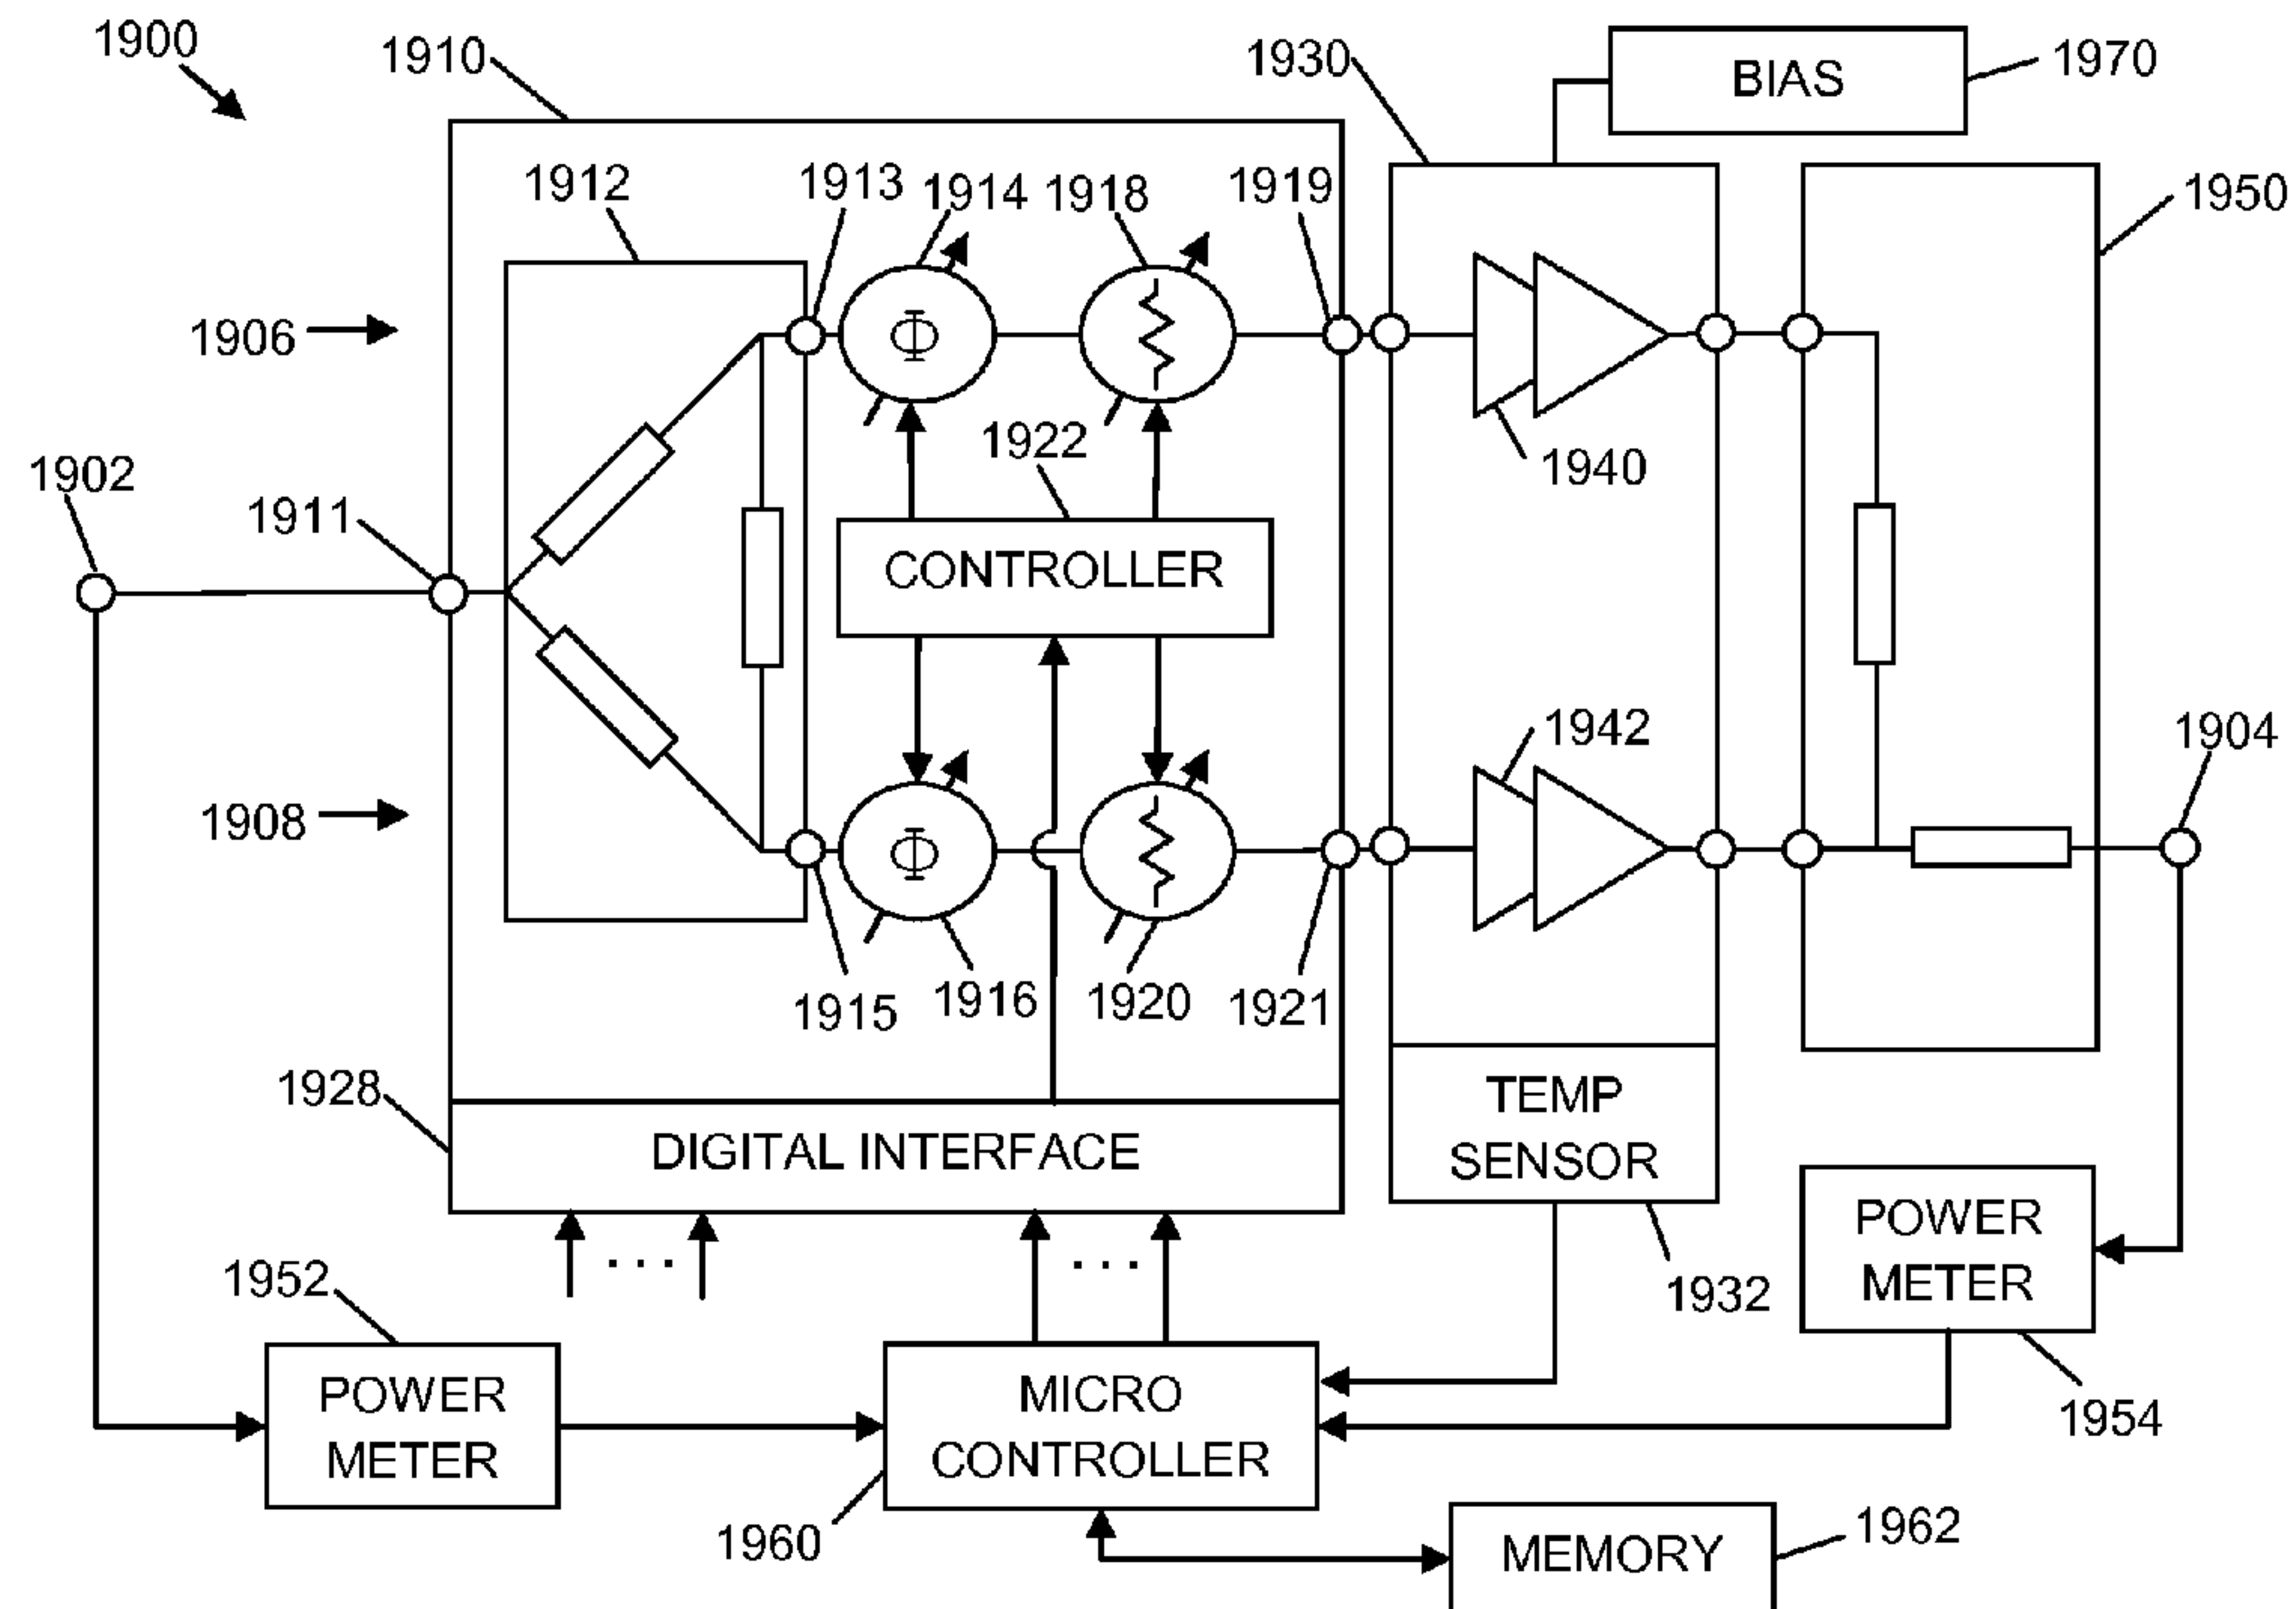 1900
1910
1930
BIAS
1970
1912
1913
1914
1918
1919
1950
1906
Φ
1922
1940
1902
1911
CONTROLLER
1942
1904
1908
Φ
1915
1916
1920
1921
1928
DIGITAL INTERFACE
TEMP
SENSOR
. . .
. . .
POWER
METER
1952
1932
POWER
METER
MICRO
CONTROLLER
1954
1960
MEMORY
1962